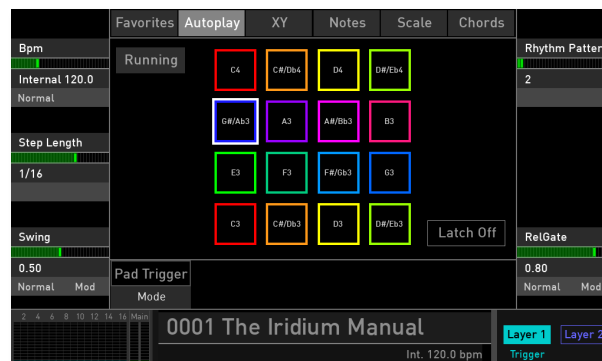 Favorites Autoplay XY Notes Scale Chords
Bpm
Internal 120.0
Normal
Step Length
1/16
Swing
0.50
Normal Mod
Running
C4 C#/Db4 D4 D#/Eb4
G#/Ab3 A3 A#/Bb3 B3
E3 F3 F#/Gb3 G3
C3 C#/Db3 D3 D#/Eb3
Latch Off
Pad Trigger
Mode
Rhythm Patter
2
RelGate
0.80
Normal Mod
2 4 6 8 10 12 14 16 Main
0001 The Iridium Manual
Int. 120.0 bpm
Layer 1 Layer 2
Trigger